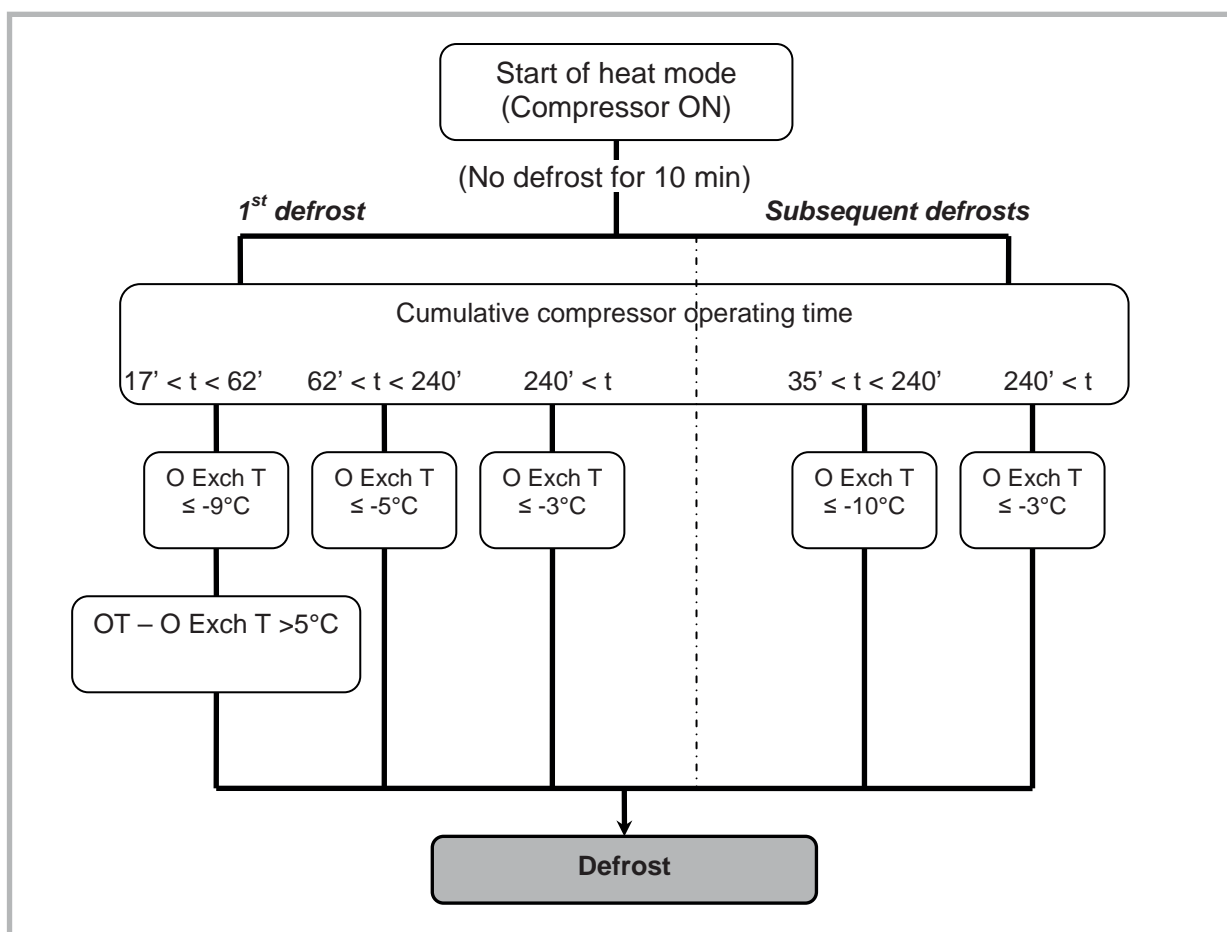 Start of heat mode
(Compressor ON)
(No defrost for 10 min)
1st defrost
Subsequent defrosts
Cumulative compressor operating time
17’ < t < 62’
62’ < t < 240’
240’ < t
35’ < t < 240’
240’ < t
O Exch T
≤ -9°C
O Exch T
≤ -5°C
O Exch T
≤ -3°C
O Exch T
≤ -10°C
O Exch T
≤ -3°C
OT – O Exch T >5°C
Defrost